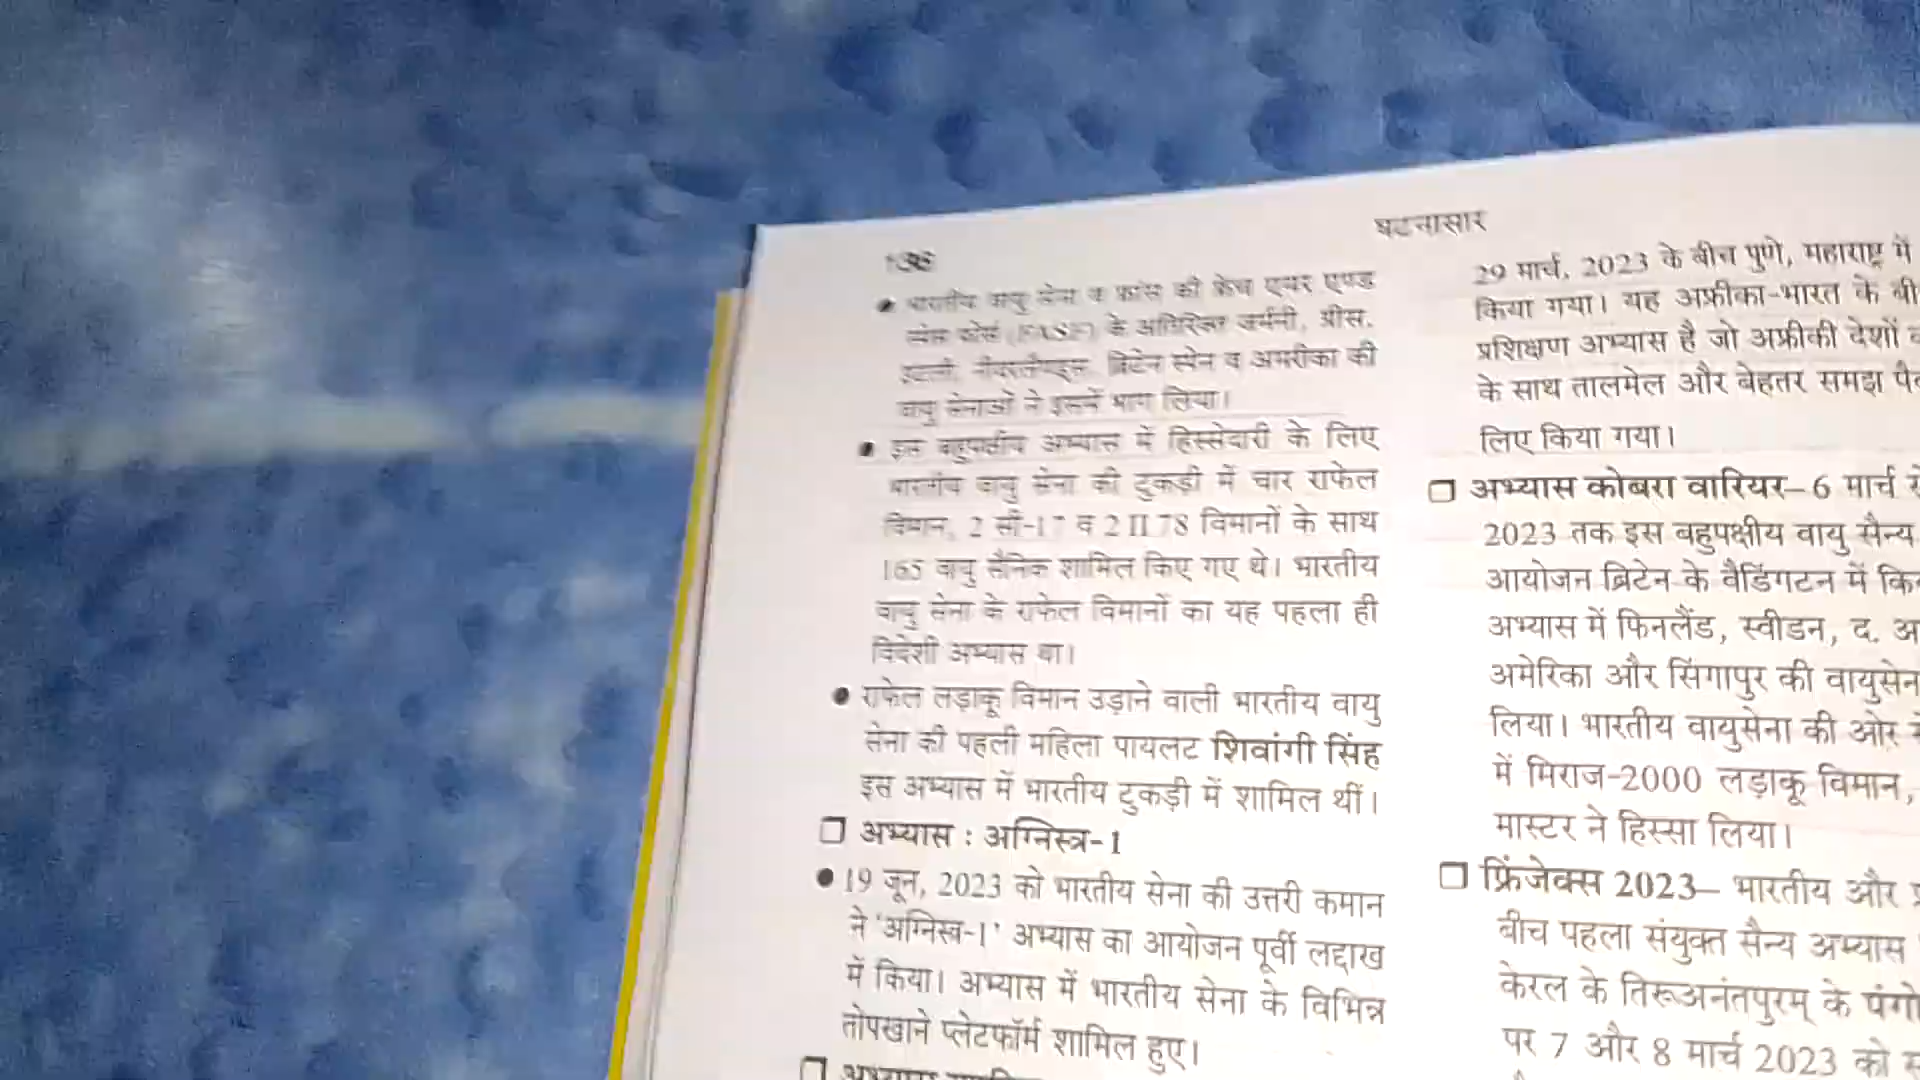 घटनासार
136
भारतीय वायु सेना व फ्रांस की फ्रेंच एयर एण्ड
स्पेस फोर्स (FASF) के अतिरिक्त जर्मनी, ग्रीस,
इटली, नीदरलैण्ड्स, ब्रिटेन स्पेन व अमरीका की
वायु सेनाओं ने इसमें भाग लिया।
इस बहुपक्षीय अभ्यास में हिस्सेदारी के लिए
भारतीय वायु सेना की टुकड़ी में चार राफेल
विमान, 2 सी-17 व 2 II 78 विमानों के साथ
165 वायु सैनिक शामिल किए गए थे। भारतीय
वायु सेना के राफेल विमानों का यह पहला ही
विदेशी अभ्यास था।
राफेल लड़ाकू विमान उड़ाने वाली भारतीय वायु
सेना की पहली महिला पायलट शिवांगी सिंह
इस अभ्यास में भारतीय टुकड़ी में शामिल थीं।
अभ्यास : अग्निस्त्र-1
19 जून, 2023 को भारतीय सेना की उत्तरी कमान
ने 'अग्निस्त्र-1' अभ्यास का आयोजन पूर्वी लद्दाख
में किया। अभ्यास में भारतीय सेना के विभिन्न
तोपखाने प्लेटफॉर्म शामिल हुए।
29 मार्च, 2023 के बीच पुणे, महाराष्ट्र में
किया गया। यह अफ्रीका-भारत के
प्रशिक्षण अभ्यास है जो अफ्रीकी देशों
के साथ तालमेल और बेहतर समझ
लिए किया गया।
अभ्यास कोबरा वारियर– 6 मार्च
2023 तक इस बहुपक्षीय वायु सैन्य
आयोजन ब्रिटेन के वैडिंगटन में
अभ्यास में फिनलैंड, स्वीडन, द.
अमेरिका और सिंगापुर की
लिया। भारतीय वायुसेना की ओर
में मिराज-2000 लड़ाकू विमान,
मास्टर ने हिस्सा लिया।
फ्रिंजेक्स 2023– भारतीय और
बीच पहला संयुक्त सैन्य अभ्यास
केरल के तिरूअनंतपुरम् के
पर 7 और 8 मार्च 2023 को